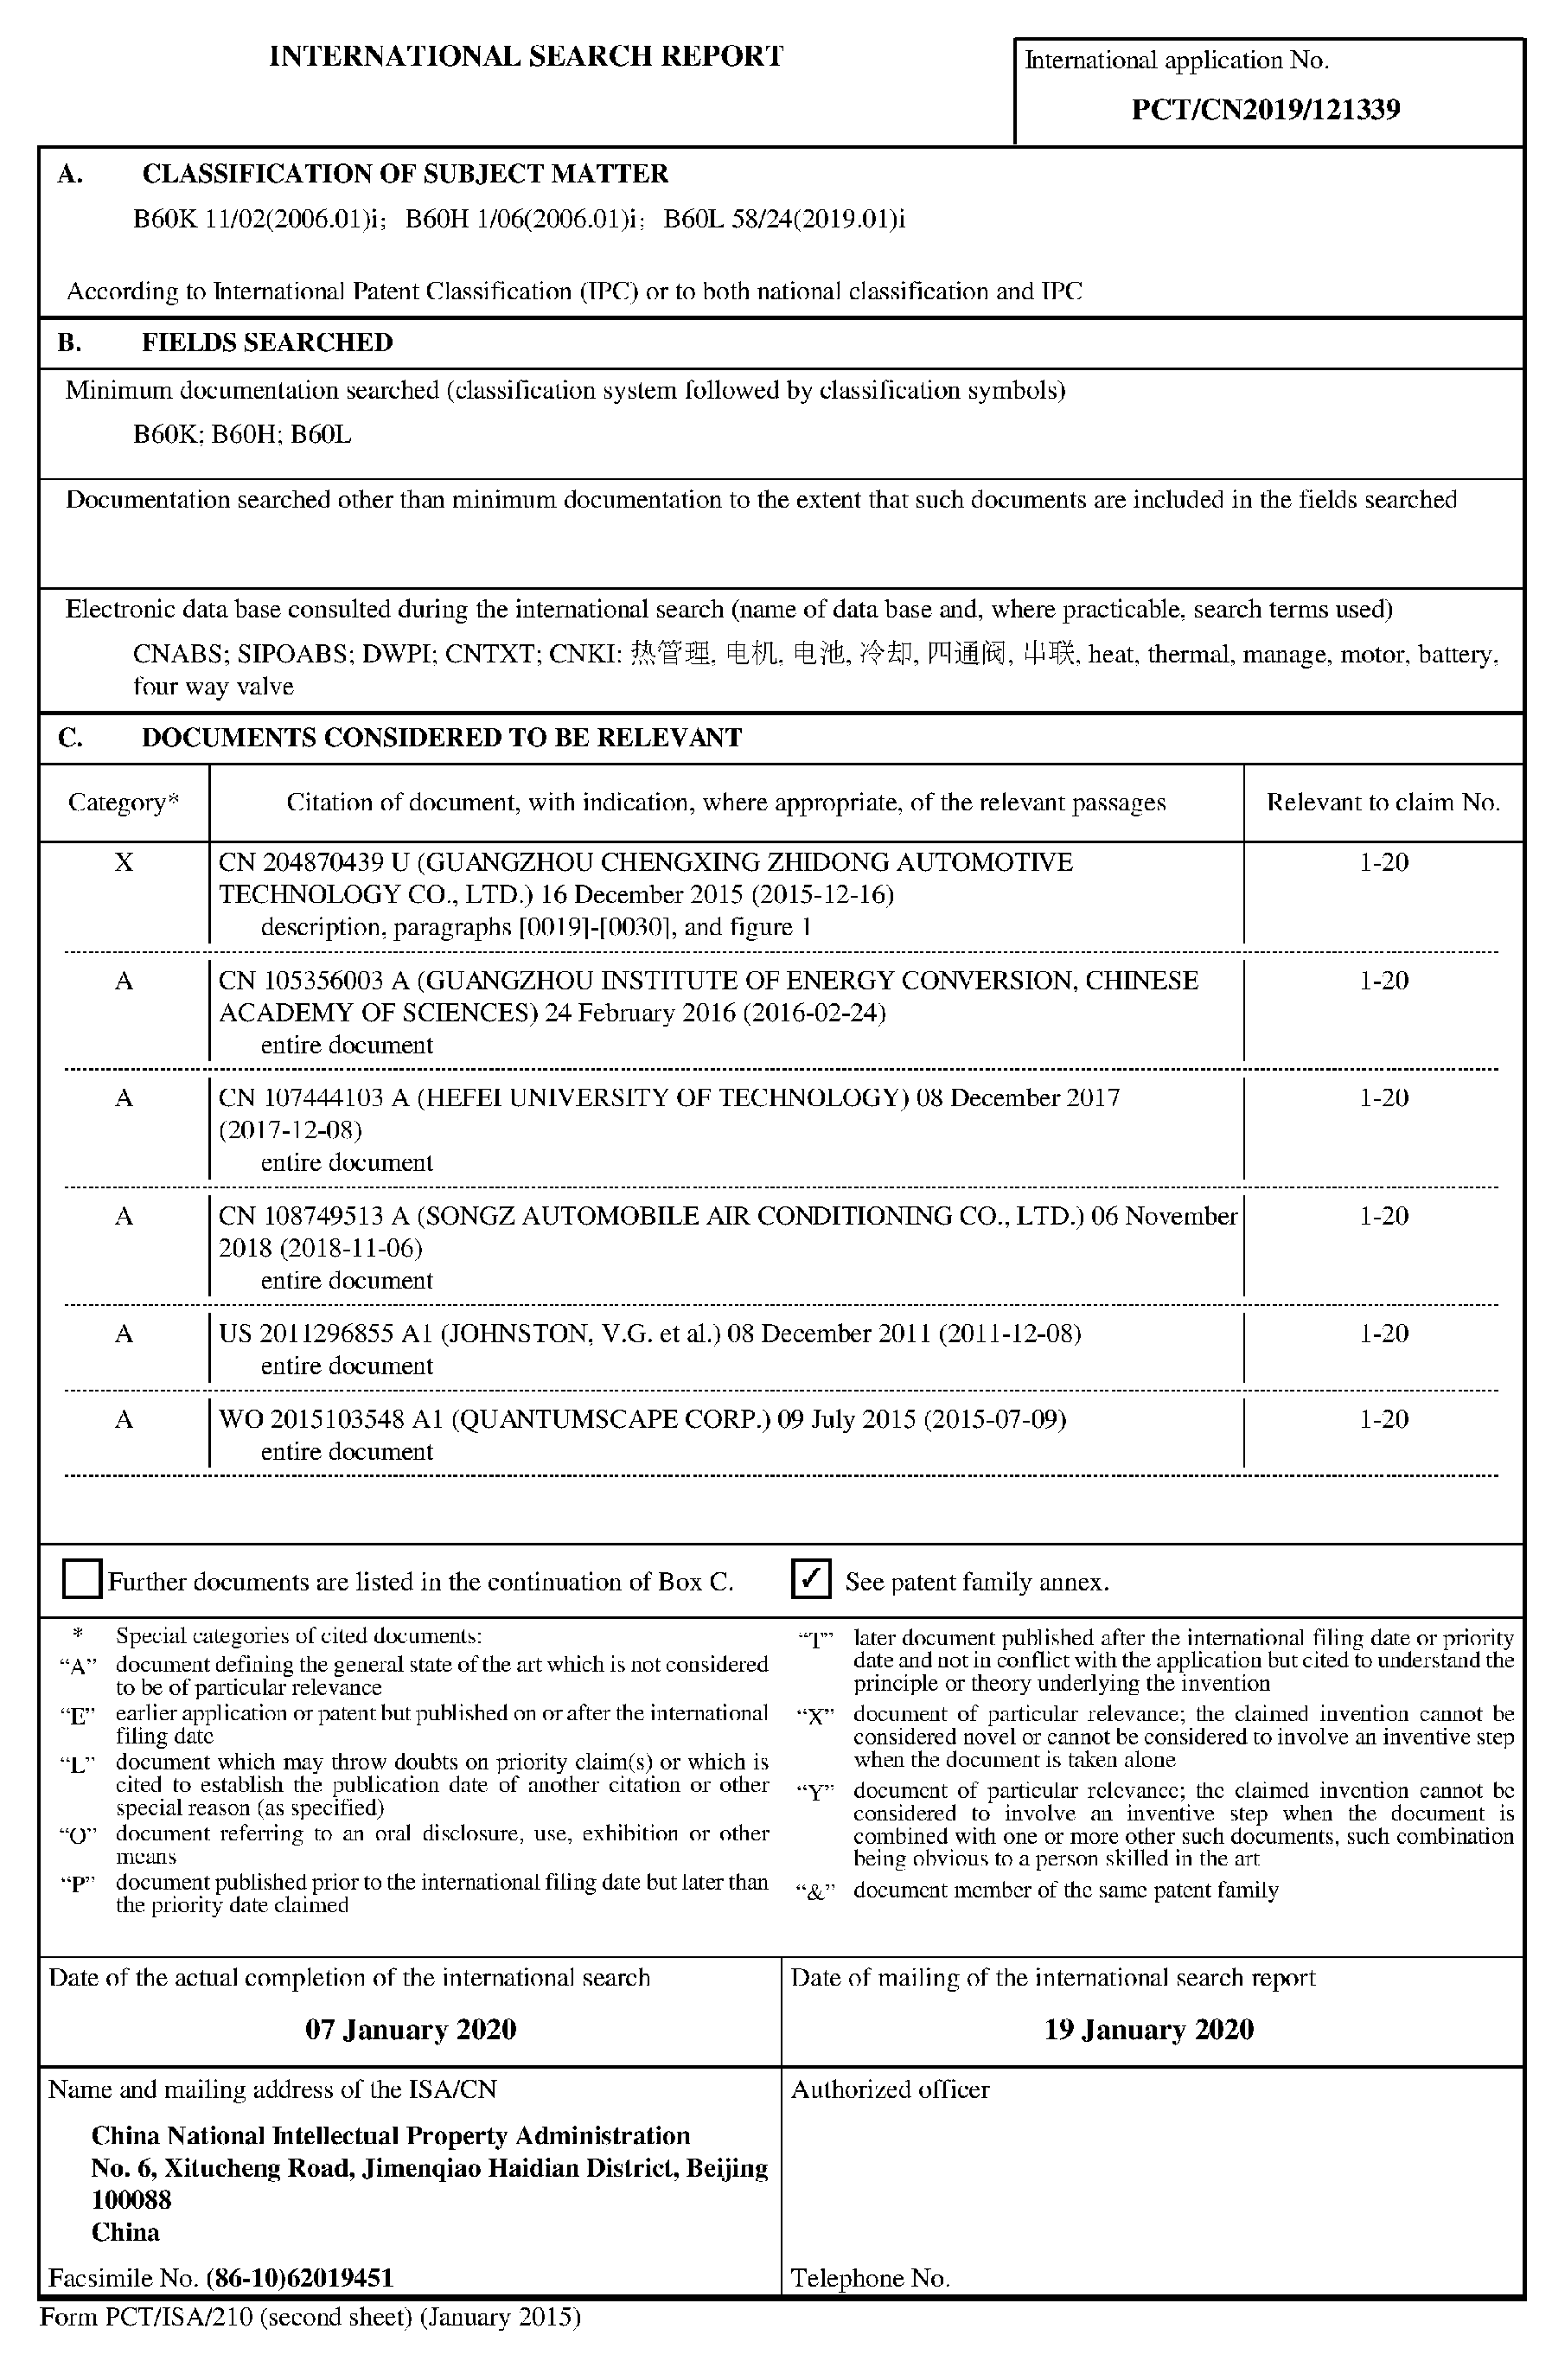 INTERNATIONAL SEARCH REPORT
International application No.
PCT/CN2019/121339
A. CLASSIFICATION OF SUBJECT MATTER
B60K 11/02(2006.01)i; B60H 1/06(2006.01)i; B60L 58/24(2019.01)i
According to International Patent Classification (IPC) or to both national classification and IPC
B. FIELDS SEARCHED
Minimum documentation searched (classification system followed by classification symbols)
B60K; B60H; B60L
Documentation searched other than minimum documentation to the extent that such documents are included in the fields searched
Electronic data base consulted during the international search (name of data base and, where practicable, search terms used)
CNABS; SIPOABS; DWPI; CNTXT; CNKI: 热管理, 电机, 电池, 冷却, 四通阀, 串联, heat, thermal, manage, motor, battery,
four way valve
C. DOCUMENTS CONSIDERED TO BE RELEVANT
Category* Citation of document, with indication, where appropriate, of the relevant passages Relevant to claim No.
X CN 204870439 U (GUANGZHOU CHENGXING ZHIDONG AUTOMOTIVE 1-20
TECHNOLOGY CO., LTD.) 16 December 2015 (2015-12-16)
description, paragraphs [0019]-[0030], and figure 1
A CN 105356003 A (GUANGZHOU INSTITUTE OF ENERGY CONVERSION, CHINESE 1-20
ACADEMY OF SCIENCES) 24 February 2016 (2016-02-24)
entire document
A CN 107444103 A (HEFEI UNIVERSITY OF TECHNOLOGY) 08 December 2017 1-20
(2017-12-08)
entire document
A CN 108749513 A (SONGZ AUTOMOBILE AIR CONDITIONING CO., LTD.) 06 November 1-20
2018 (2018-11-06)
entire document
A US 2011296855 A1 (JOHNSTON, V.G. et al.) 08 December 2011 (2011-12-08) 1-20
entire document
A WO 2015103548 A1 (QUANTUMSCAPE CORP.) 09 July 2015 (2015-07-09) 1-20
entire document
Further documents are listed in the continuation of Box C.
✓ See patent family annex.
* Special categories of cited documents:
“A” document defining the general state of the art which is not considered
to be of particular relevance
“E” earlier application or patent but published on or after the international
filing date
“L” document which may throw doubts on priority claim(s) or which is
cited to establish the publication date of another citation or other
special reason (as specified)
“O” document referring to an oral disclosure, use, exhibition or other
means
“P” document published prior to the international filing date but later than
the priority date claimed
“T” later document published after the international filing date or priority
date and not in conflict with the application but cited to understand the
principle or theory underlying the invention
“X” document of particular relevance; the claimed invention cannot be
considered novel or cannot be considered to involve an inventive step
when the document is taken alone
“Y” document of particular relevance; the claimed invention cannot be
considered to involve an inventive step when the document is
combined with one or more other such documents, such combination
being obvious to a person skilled in the art
“&” document member of the same patent family
Date of the actual completion of the international search
07 January 2020
Date of mailing of the international search report
19 January 2020
Name and mailing address of the ISA/CN
China National Intellectual Property Administration
No. 6, Xitucheng Road, Jimenqiao Haidian District, Beijing
100088
China
Facsimile No. (86-10)62019451
Authorized officer
Telephone No.
Form PCT/ISA/210 (second sheet) (January 2015)